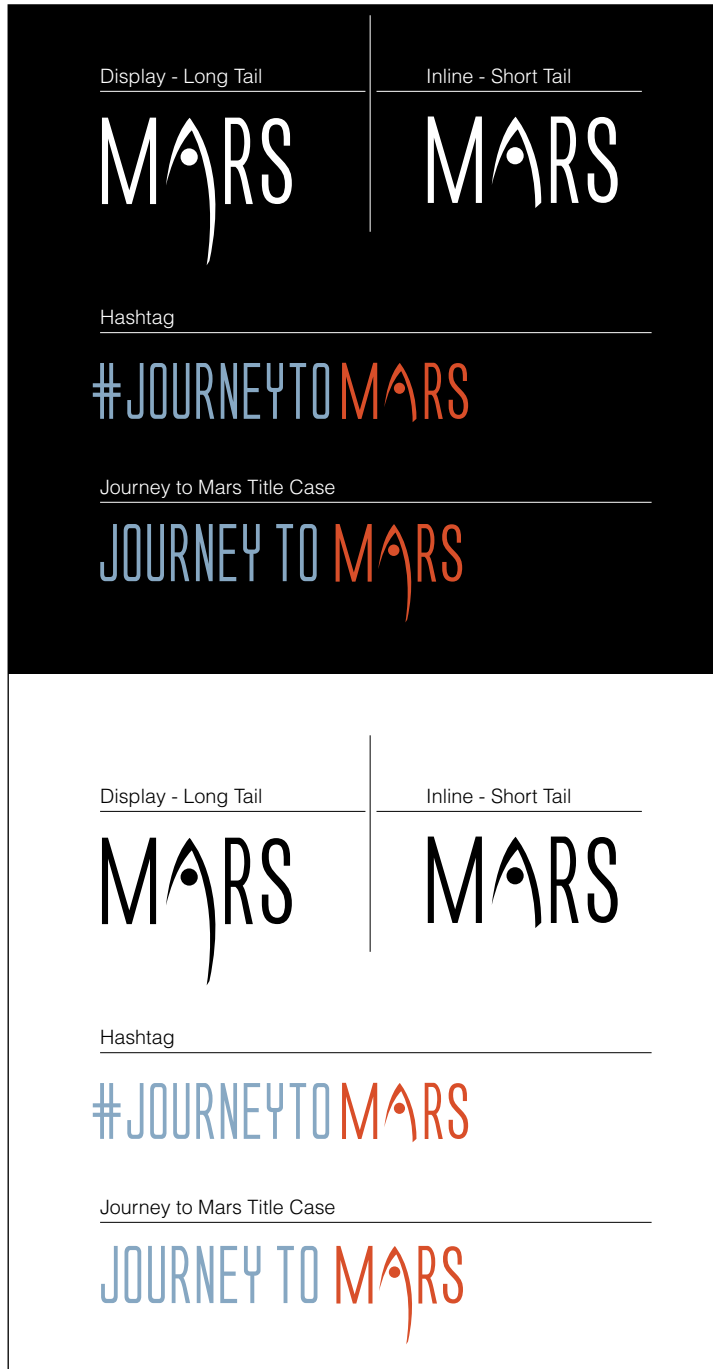 Display - Long Tail
Inline - Short Tail
MARS
MARS
Hashtag
#JOURNEYTOMARS
Journey to Mars Title Case
JOURNEY TO MARS
Display - Long Tail
Inline - Short Tail
MARS
MARS
Hashtag
#JOURNEYTOMARS
Journey to Mars Title Case
JOURNEY TO MARS